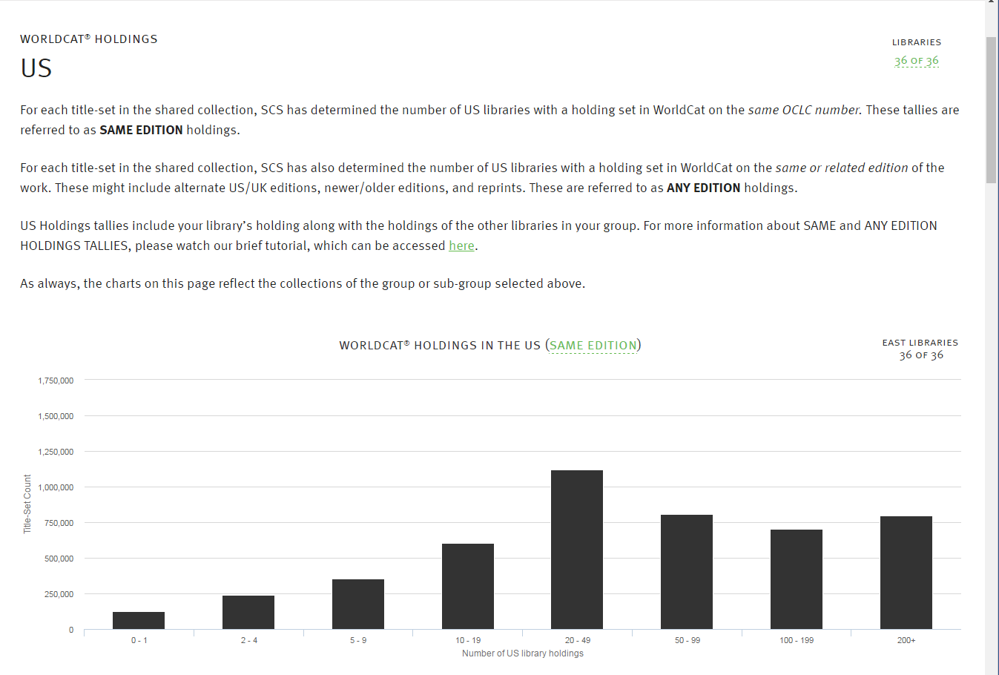 WORLDCAT® HOLDINGS
US
LIBRARIES
36 OF 36
For each title-set in the shared collection, SCS has determined the number of US libraries with a holding set in WorldCat on the same OCLC number. These tallies are
referred to as SAME EDITION holdings.
For each title-set in the shared collection, SCS has also determined the number of US libraries with a holding set in WorldCat on the same or related edition of the
work. These might include alternate US/UK editions, newer/older editions, and reprints. These are referred to as ANY EDITION holdings.
US Holdings tallies include your library’s holding along with the holdings of the other libraries in your group. For more information about SAME and ANY EDITION
HOLDINGS TALLIES, please watch our brief tutorial, which can be accessed here.
As always, the charts on this page reflect the collections of the group or sub-group selected above.
WORLDCAT® HOLDINGS IN THE US (SAME EDITION)
EAST LIBRARIES
36 OF 36
Title-Set Count
1,750,000
1,500,000
1,250,000
1,000,000
750,000
500,000
250,000
0
0 - 1 2 - 4 5 - 9 10 - 19 20 - 49 50 - 99 100 - 199 200+
Number of US library holdings